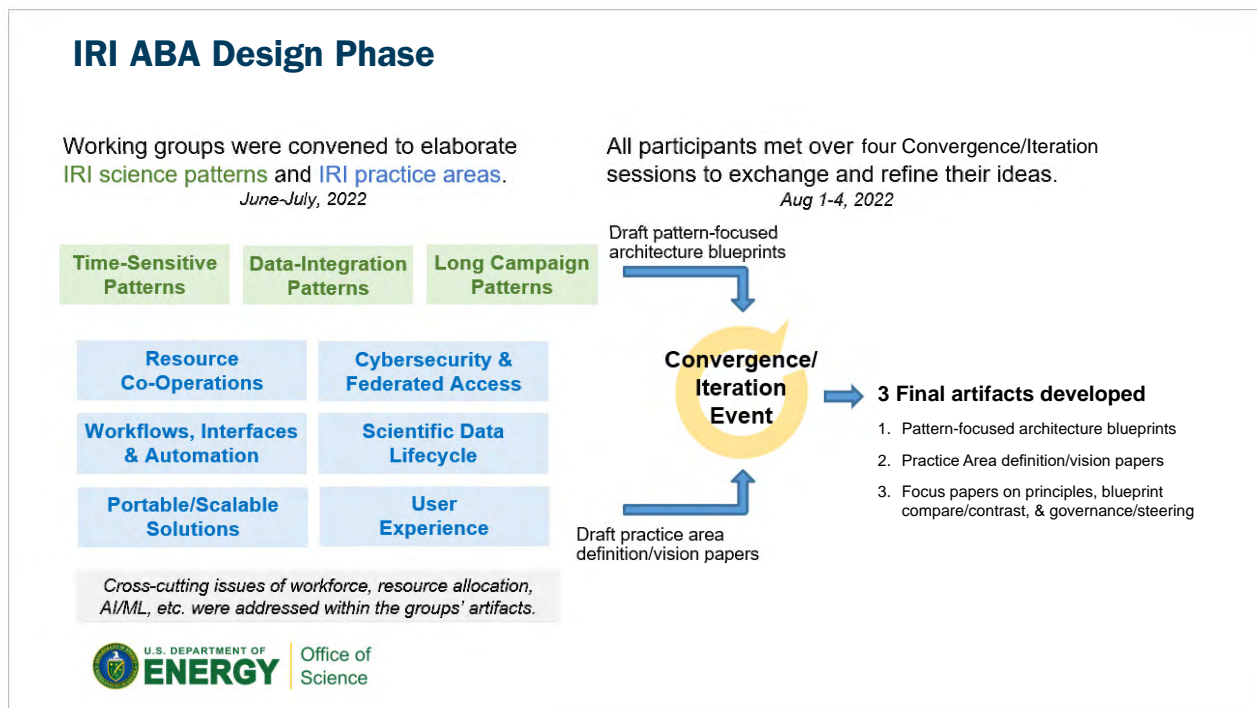 IRI ABA Design Phase
Working groups were convened to elaborate
IRI science patterns and IRI practice areas.
June-July, 2022
Time-Sensitive
Patterns
Data-Integration
Patterns
Long Campaign
Patterns
Resource
Co-Operations
Cybersecurity &
Federated Access
Workflows, Interfaces
& Automation
Scientific Data
Lifecycle
Portable/Scalable
Solutions
User
Experience
Cross-cutting issues of workforce, resource allocation,
AI/ML, etc. were addressed within the groups' artifacts.
All participants met over four Convergence/Iteration
sessions to exchange and refine their ideas.
Aug 1-4, 2022
Draft pattern-focused
architecture blueprints
Convergence/
Iteration
Event
Draft practice area
definition/vision papers
3 Final artifacts developed
1. Pattern-focused architecture blueprints
2. Practice Area definition/vision papers
3. Focus papers on principles, blueprint
compare/contrast, & governance/steering
U.S. DEPARTMENT OF
ENERGY
Office of
Science